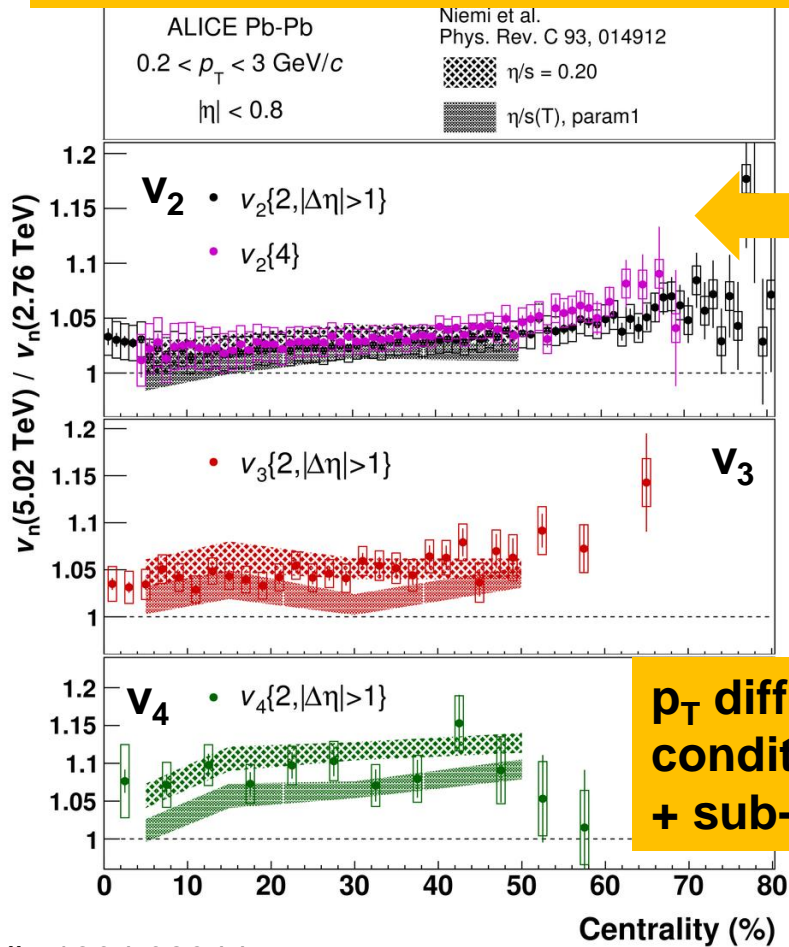 ALICE Pb-Pb
0.2 < pT < 3 GeV/c
|η| < 0.8
Niemi et al.
Phys. Rev. C 93, 014912
η/s = 0.20
η/s(T), param1
vn(5.02 TeV) / vn(2.76 TeV)
1.2
1.15
1.1
1.05
1
v2
v2{2,|Δη|>1}
v2{4}
1.2
1.15
1.1
1.05
1
v3{2,|Δη|>1}
v3
1.2
1.15
1.1
1.05
1
v4
v4{2,|Δη|>1}
pT diff
condit
+ sub-
0 10 20 30 40 50 60 70 80
Centrality (%)